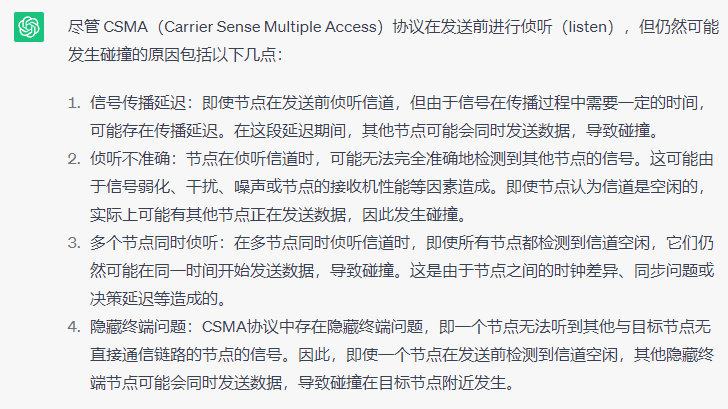 尽管 CSMA（Carrier Sense Multiple Access）协议在发送前进行侦听（listen），但仍然可能
发生碰撞的原因包括以下几点：
1. 信号传播延迟：即使节点在发送前侦听信道，但由于信号在传播过程中需要一定的时间，
可能存在传播延迟。在这段延迟期间，其他节点可能会同时发送数据，导致碰撞。
2. 侦听不准确：节点在侦听信道时，可能无法完全准确地检测到其他节点的信号。这可能由
于信号弱化、干扰、噪声或节点的接收机性能等因素造成。即使节点认为信道是空闲的，
实际上可能有其他节点正在发送数据，因此发生碰撞。
3. 多个节点同时侦听：在多节点同时侦听信道时，即使所有节点都检测到信道空闲，它们仍
然可能在同一时间开始发送数据，导致碰撞。这是由于节点之间的时钟差异、同步问题或
决策延迟等造成的。
4. 隐藏终端问题：CSMA协议中存在隐藏终端问题，即一个节点无法听到其他与目标节点无
直接通信链路的节点的信号。因此，即使一个节点在发送前检测到信道空闲，其他隐藏终
端节点可能会同时发送数据，导致碰撞在目标节点附近发生。